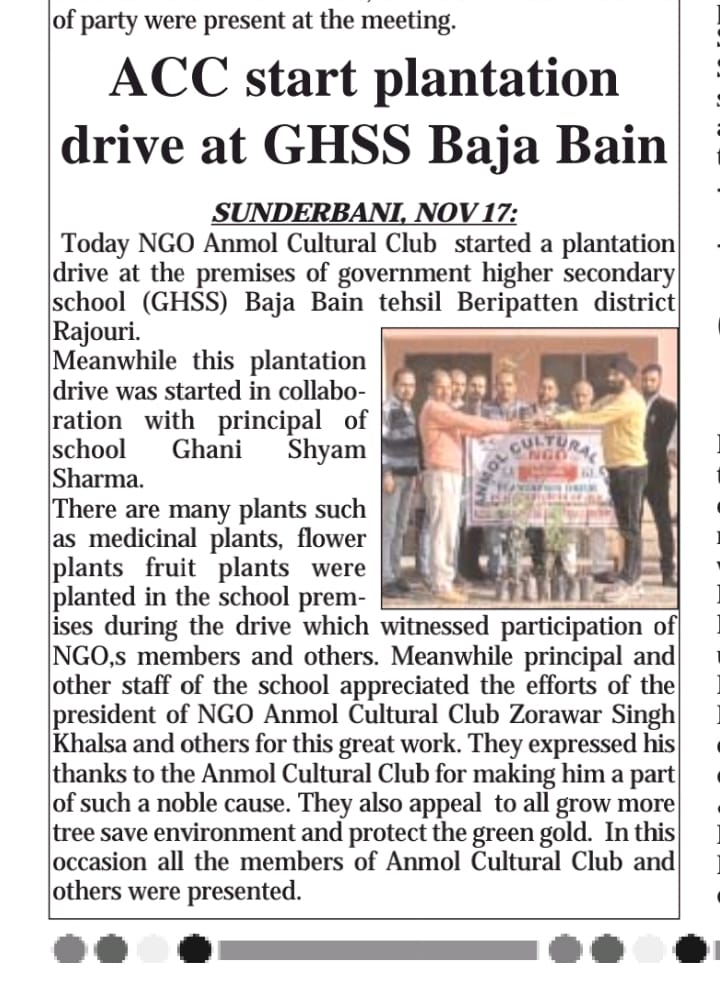 of party were present at the meeting.
ACC start plantation
drive at GHSS Baja Bain
SUNDERBANI, NOV 17:
Today NGO Anmol Cultural Club started a plantation
drive at the premises of government higher secondary
school (GHSS) Baja Bain tehsil Beripatten district
Rajouri.
Meanwhile this plantation
drive was started in collabo-
ration with principal of
school Ghani Shyam
Sharma.
There are many plants such
as medicinal plants, flower
plants fruit plants were
planted in the school prem-
ises during the drive which witnessed participation of
NGO,s members and others. Meanwhile principal and
other staff of the school appreciated the efforts of the
president of NGO Anmol Cultural Club Zorawar Singh
Khalsa and others for this great work. They expressed his
thanks to the Anmol Cultural Club for making him a part
of such a noble cause. They also appeal to all grow more
tree save environment and protect the green gold. In this
occasion all the members of Anmol Cultural Club and
others were presented.
ANMOL CULTURAL
NGO